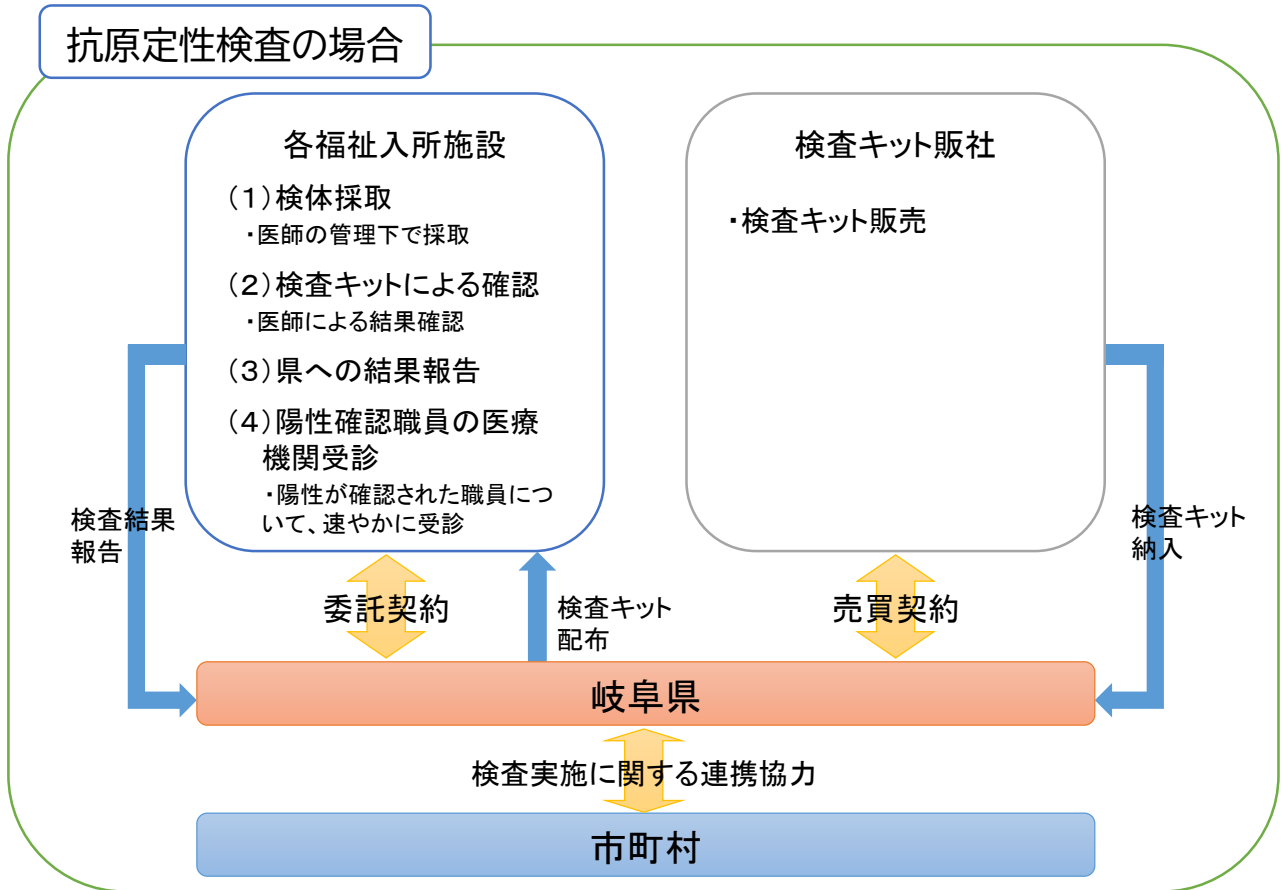 抗原定性検査の場合
各福祉入所施設
(1)検体採取
・医師の管理下で採取
(2)検査キットによる確認
・医師による結果確認
(3)県への結果報告
(4)陽性確認職員の医療
機関受診
・陽性が確認された職員につ
いて、速やかに受診
検査キット販社
・検査キット販売
検査結果
報告
検査キット
納入
委託契約
検査キット
配布
売買契約
岐阜県
検査実施に関する連携協力
市町村